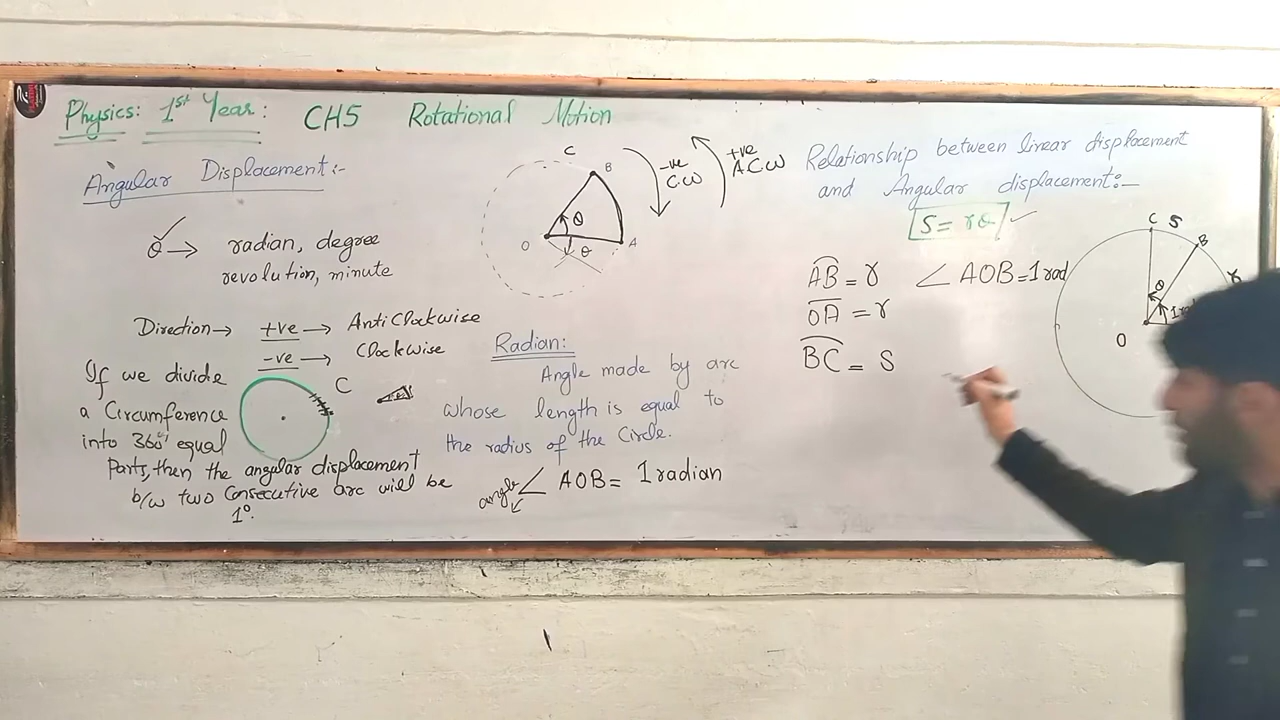 Physics: 1st Year: CH5 Rotational Motion
Angular Displacement:-
θ → radian, degree
revolution, minute
Direction → +ve → AntiClockwise
-ve → Clockwise
If we divide
a Circumference
into 360° equal
Parts, then the angular displacement
b/w two Consecutive arc will be
1°.
C
C
B
θ
O
θ
A
-ve
C.W
+ve
A.C.W
Radian:
Angle made by arc
whose length is equal to
the radius of the Circle.
angle ∠ AOB = 1 radian
Relationship between linear displacement
and Angular displacement:-
S = rθ
AB = r ∠ AOB = 1 rad
OA = r
BC = S
C S B
r
θ
O